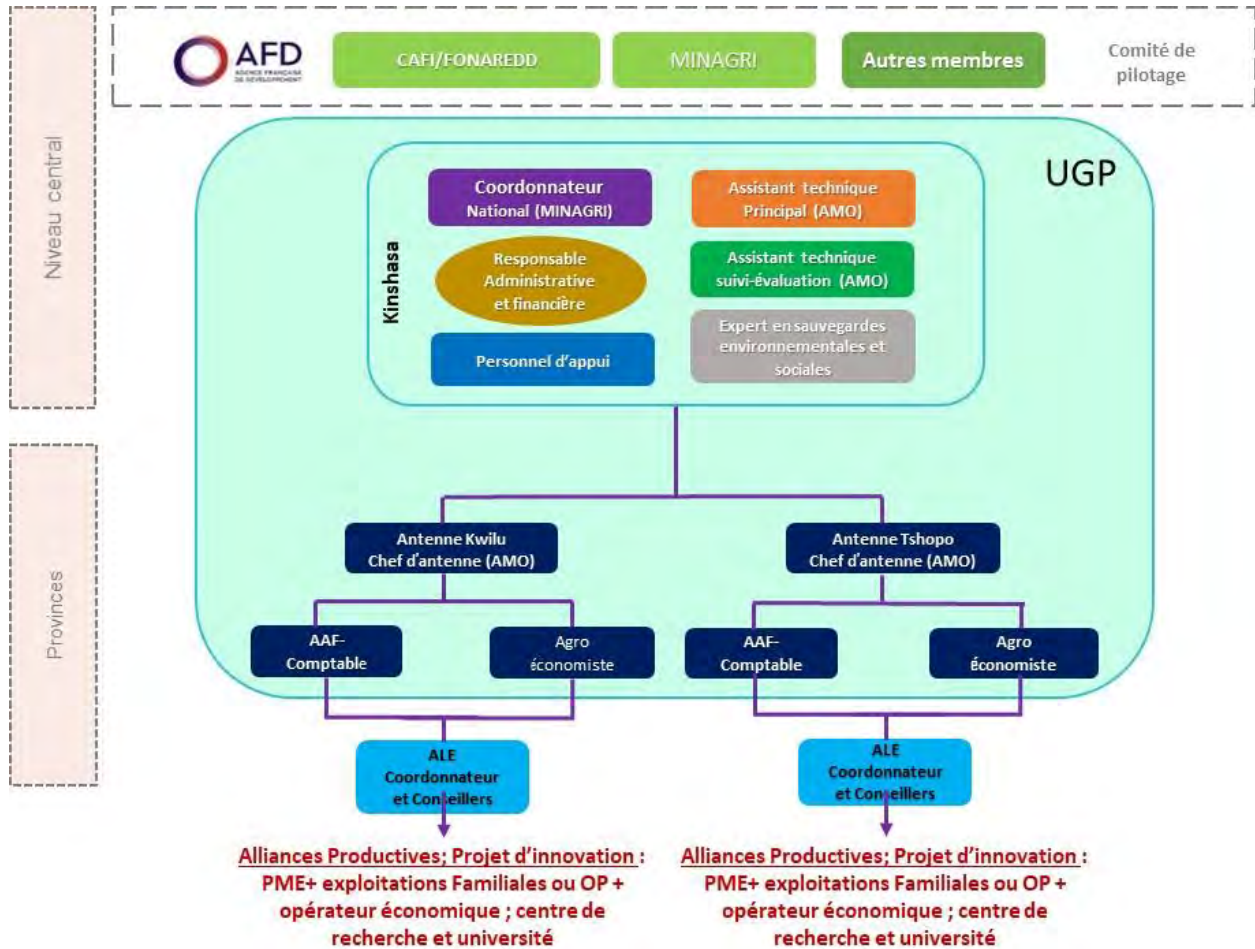 AFD
AGENCE FRANÇAISE
DE DÉVELOPPEMENT
CAFI/FONAREDD
MINAGRI
Autres membres
Comité de
pilotage
Niveau central
UGP
Kinshasa
Coordonnateur
National (MINAGRI)
Assistant technique
Principal (AMO)
Responsable
Administrative
et financière
Assistant technique
suivi-évaluation (AMO)
Personnel d'appui
Expert en sauvegardes
environnementales et
sociales
Provinces
Antenne Kwilu
Chef d'antenne (AMO)
Antenne Tshopo
Chef d'antenne (AMO)
AAF-
Comptable
Agro
économiste
AAF-
Comptable
Agro
économiste
ALE
Coordonnateur
et Conseillers
ALE
Coordonnateur
et Conseillers
Alliances Productives; Projet d'innovation :
PME+ exploitations Familiales ou OP +
opérateur économique ; centre de
recherche et université
Alliances Productives; Projet d'innovation :
PME+ exploitations Familiales ou OP +
opérateur économique ; centre de
recherche et université